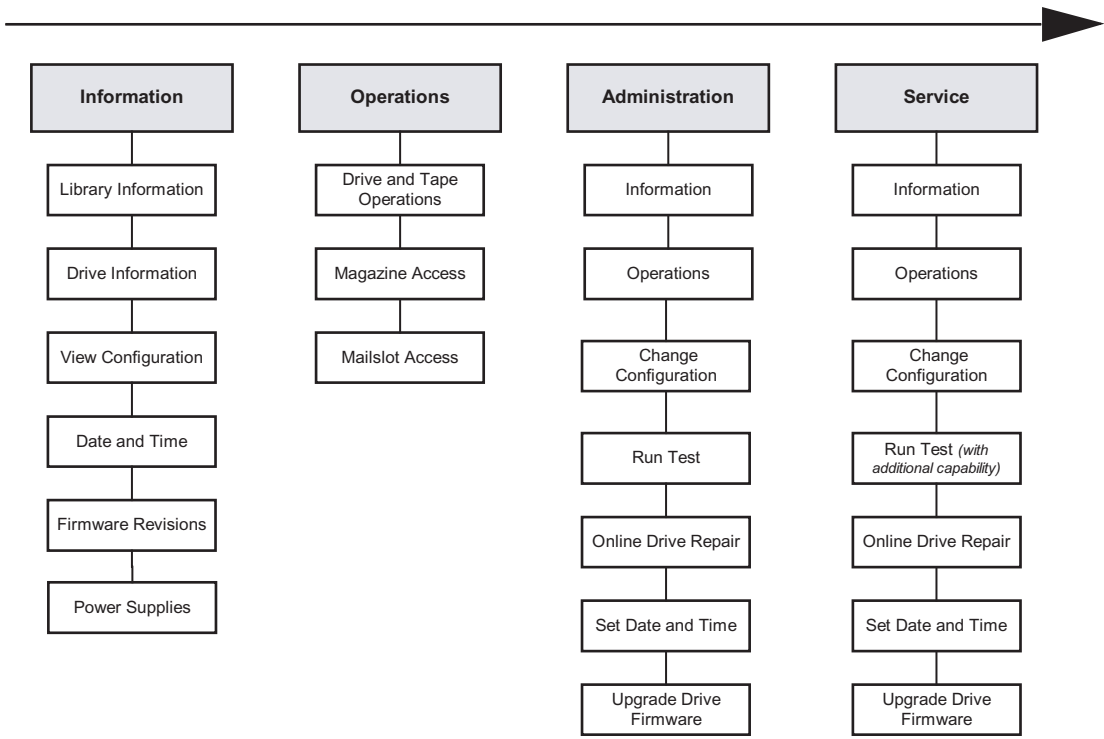 Information
Library Information
Drive Information
View Configuration
Date and Time
Firmware Revisions
Power Supplies
Operations
Drive and Tape
Operations
Magazine Access
Mailslot Access
Administration
Information
Operations
Change
Configuration
Run Test
Online Drive Repair
Set Date and Time
Upgrade Drive
Firmware
Service
Information
Operations
Change
Configuration
Run Test (with
additional capability)
Online Drive Repair
Set Date and Time
Upgrade Drive
Firmware